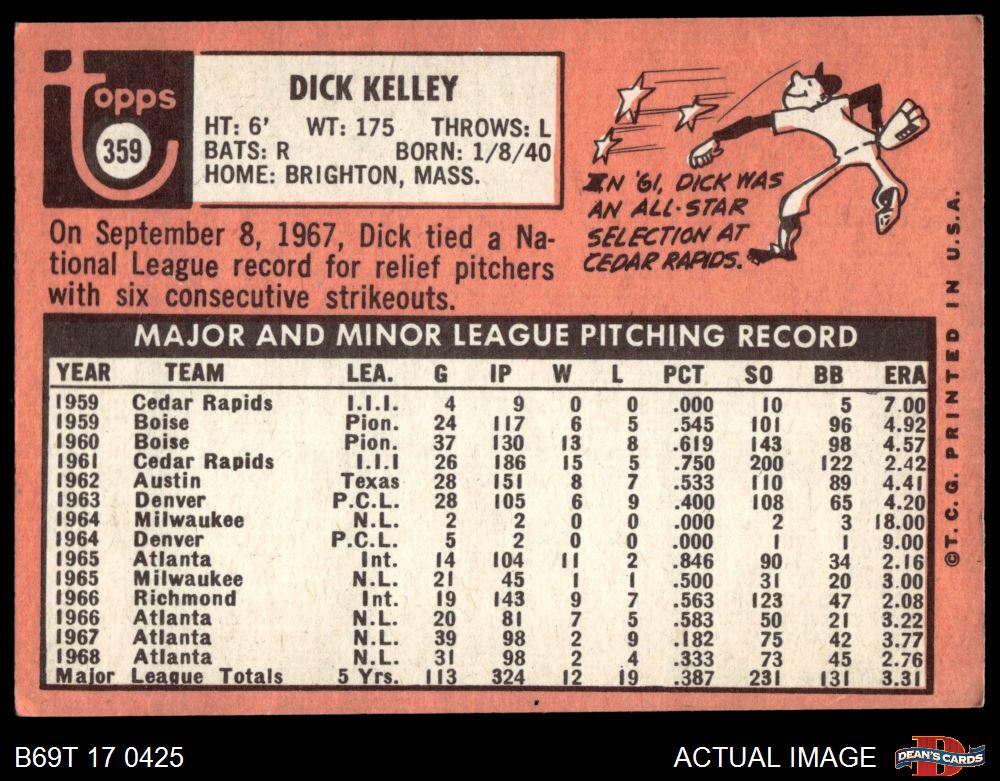 topps
359
DICK KELLEY
HT: 6' WT: 175 THROWS: L
BATS: R BORN: 1/8/40
HOME: BRIGHTON, MASS.
IN '61, DICK WAS
AN ALL-STAR
SELECTION AT
CEDAR RAPIDS.
On September 8, 1967, Dick tied a Na-
tional League record for relief pitchers
with six consecutive strikeouts.
MAJOR AND MINOR LEAGUE PITCHING RECORD
YEAR TEAM LEA. G IP W L PCT SO BB ERA
1959 Cedar Rapids I.I.I. 4 9 0 0 .000 10 5 7.00
1959 Boise Pion. 24 117 6 5 .545 101 96 4.92
1960 Boise Pion. 37 130 13 8 .619 143 98 4.57
1961 Cedar Rapids I.I.I 26 186 15 5 .750 200 122 2.42
1962 Austin Texas 28 151 8 7 .533 110 89 4.41
1963 Denver P.C.L. 28 105 6 9 .400 108 65 4.20
1964 Milwaukee N.L. 2 2 0 0 .000 2 3 18.00
1964 Denver P.C.L. 5 2 0 0 .000 1 1 9.00
1965 Atlanta Int. 14 104 11 2 .846 90 34 2.16
1965 Milwaukee N.L. 21 45 1 1 .500 31 20 3.00
1966 Richmond Int. 19 143 9 7 .563 123 47 2.08
1966 Atlanta N.L. 20 81 7 5 .583 50 21 3.22
1967 Atlanta N.L. 39 98 2 9 .182 75 42 3.77
1968 Atlanta N.L. 31 98 2 4 .333 73 45 2.76
Major League Totals 5 Yrs. 113 324 12 19 .387 231 131 3.31
©T.C.G. PRINTED IN U.S.A.
B69T 17 0425
ACTUAL IMAGE
D
DEAN'S CARDS